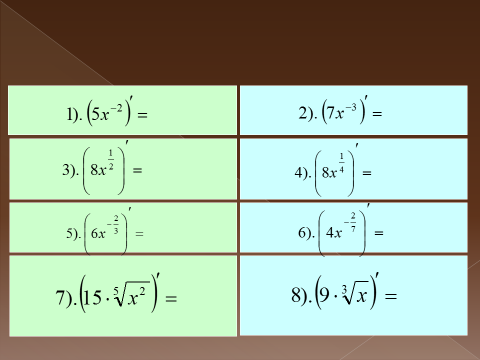 1). (5x⁻²)′ =
2). (7x⁻³)′ =
3). (8x^(1/2))′ =
4). (8x^(1/4))′ =
5). (6x^(-2/3))′ =
6). (4x^(-2/7))′ =
7). (15 · ⁵√x²)′ =
8). (9 · ³√x)′ =